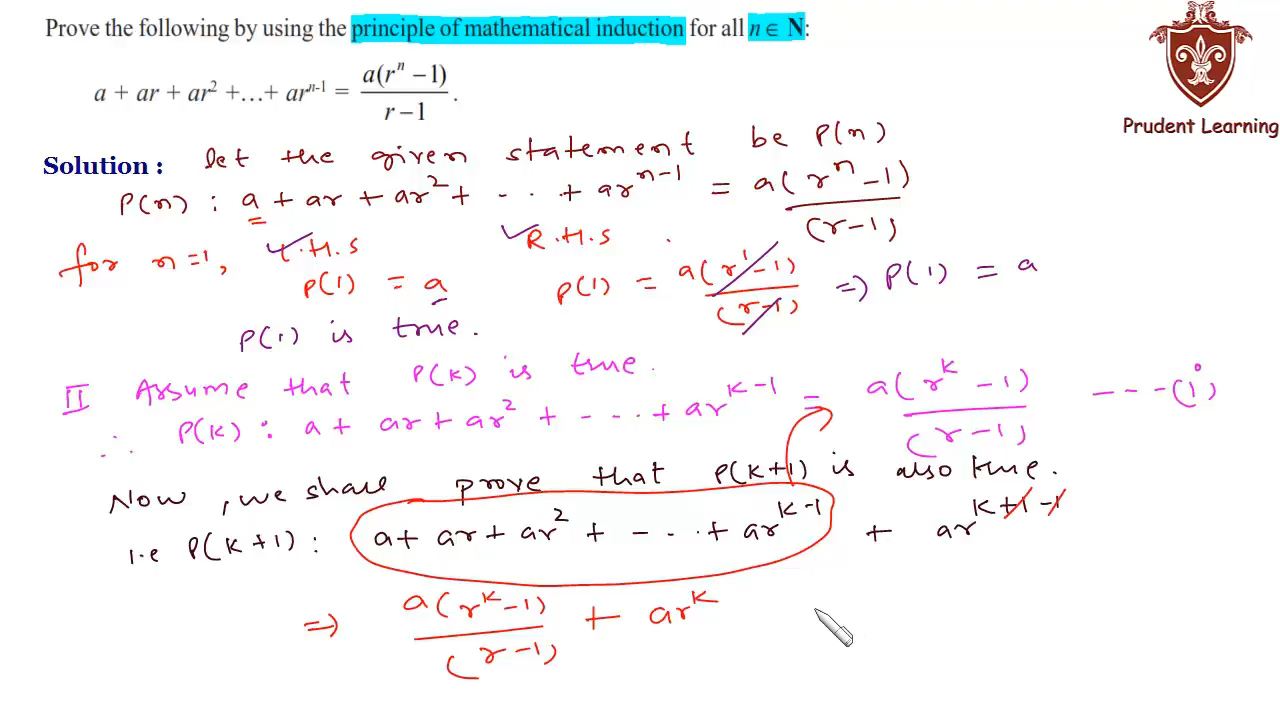 Prove the following by using the principle of mathematical induction for all n ∈ N:
a + ar + ar² +...+ arⁿ⁻¹ = a(rⁿ – 1) / r – 1 .
Prudent Learning
Solution : let the given statement be P(n)
P(n) : a + ar + ar² + - .. + arⁿ⁻¹ = a(rⁿ - 1) / (r-1)
for n=1, L.H.S R.H.S
P(1) = a P(1) = a(r¹-1) / (r-1) => P(1) = a
P(1) is true.
II Assume that P(k) is true.
∴ P(k) : a + ar + ar² + - - .. + arᵏ⁻¹ = a(rᵏ - 1) / (r-1) - - - (i)
Now, we share prove that P(k+1) is also true.
i.e P(k+1) : a + ar + ar² + - - .. + arᵏ⁻¹ + arᵏ⁺¹⁻¹
=> a(rᵏ-1) / (r-1) + arᵏ